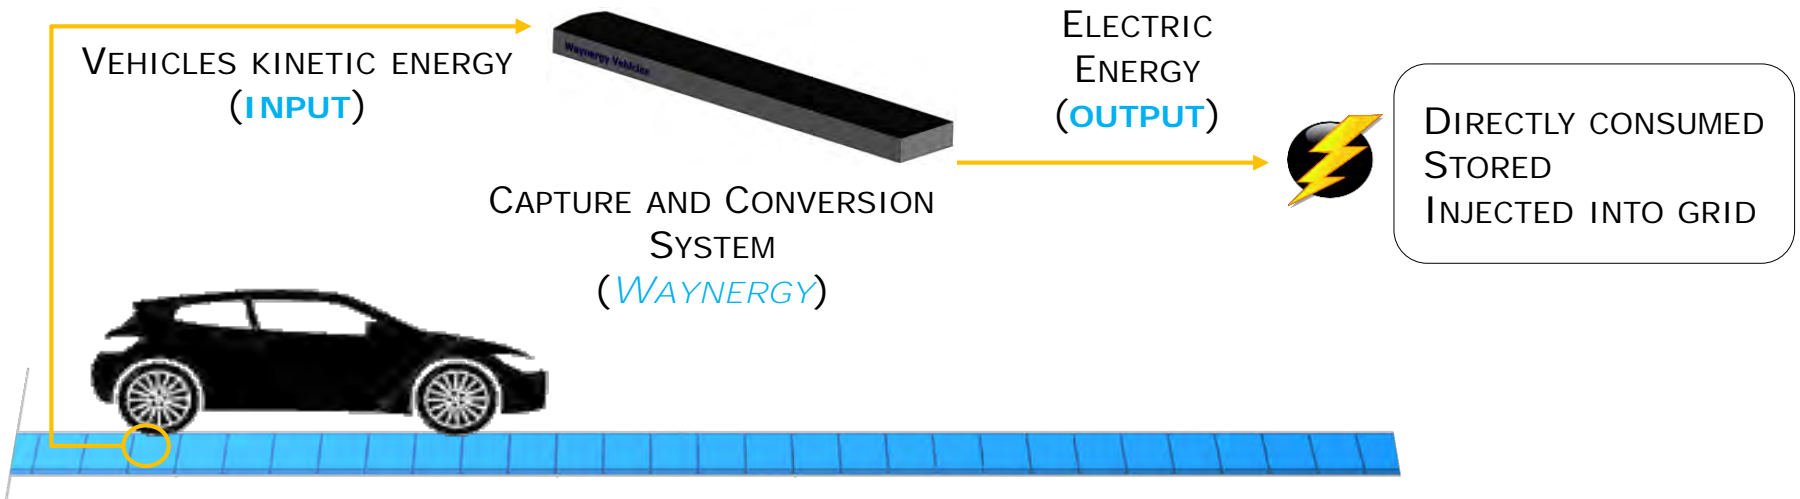 VEHICLES KINETIC ENERGY
(INPUT)
Waynergy Vehicles
CAPTURE AND CONVERSION
SYSTEM
(WAYNERGY)
ELECTRIC
ENERGY
(OUTPUT)
DIRECTLY CONSUMED
STORED
INJECTED INTO GRID